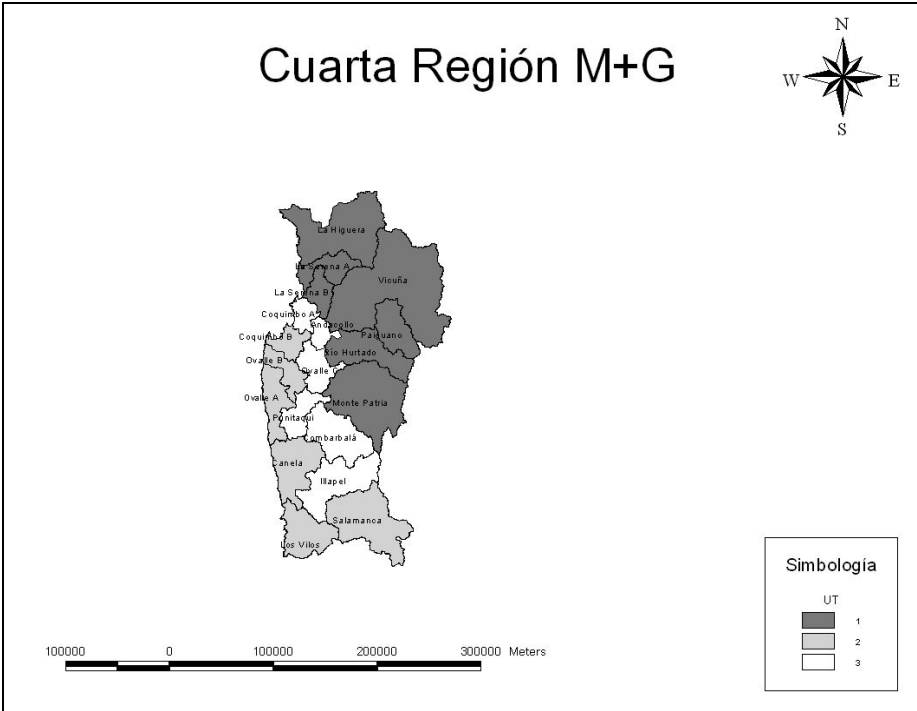 Cuarta Región M+G
N
W
E
S
La Higuera
La Serena A
Vicuña
La Serena B
Coquimbo A
Andacollo
Coquimbo B
Paiguano
Río Hurtado
Ovalle B
Ovalle C
Ovalle A
Monte Patria
Punitaqui
Combarbalá
Canela
Illapel
Salamanca
Los Vilos
Simbología
UT
1
2
3
100000 0 100000 200000 300000 Meters